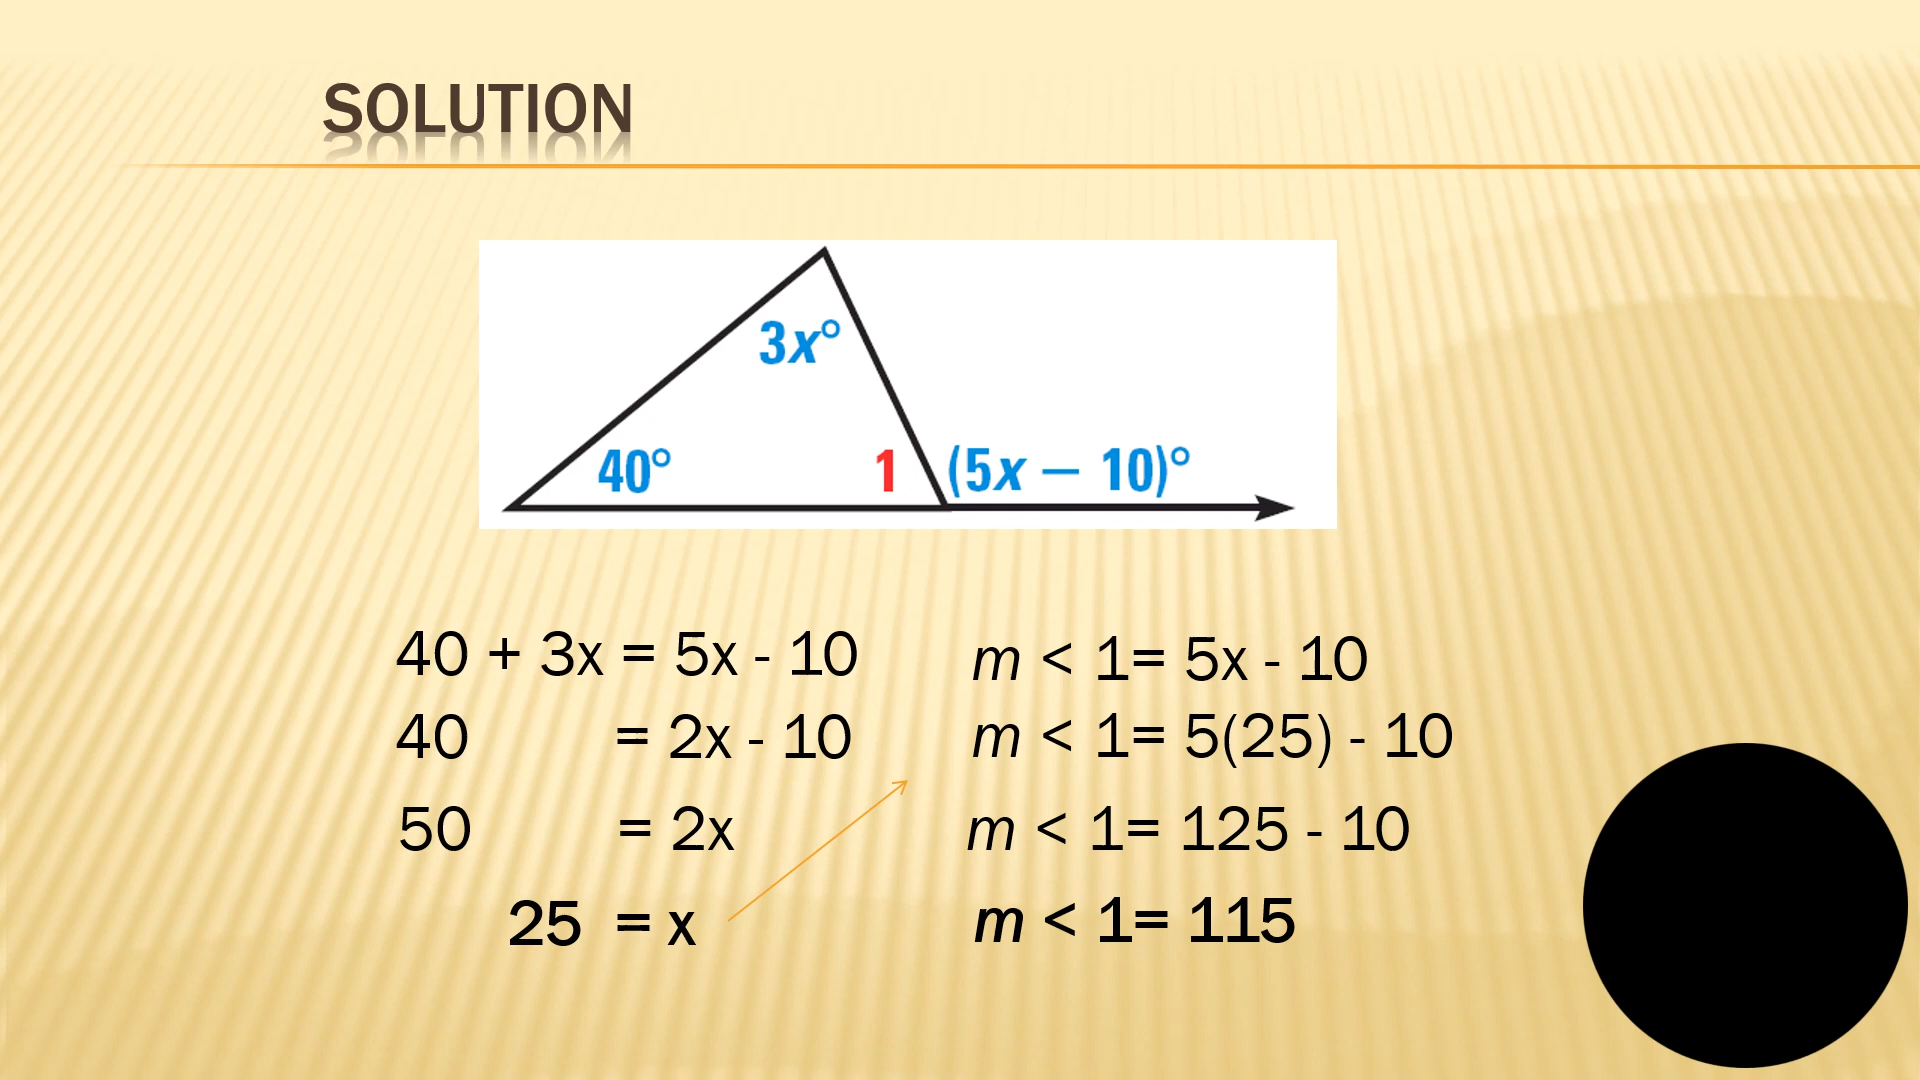 SOLUTION
3x°
40°
1
(5x – 10)°
40 + 3x = 5x - 10
40 = 2x - 10
50 = 2x
25 = x
m < 1= 5x - 10
m < 1= 5(25) - 10
m < 1= 125 - 10
m < 1= 115